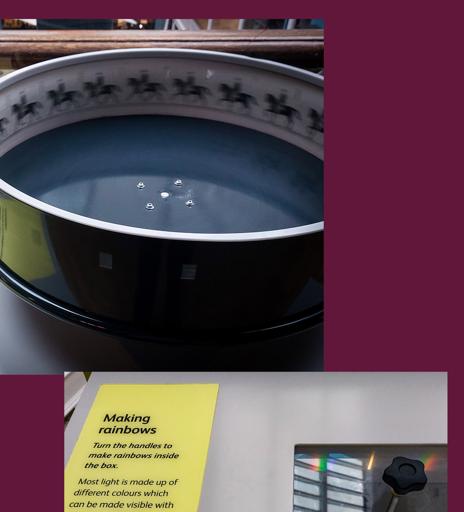 Making
rainbows
Turn the handles to
make rainbows inside
the box.
Most light is made up of
different colours which
can be made visible with